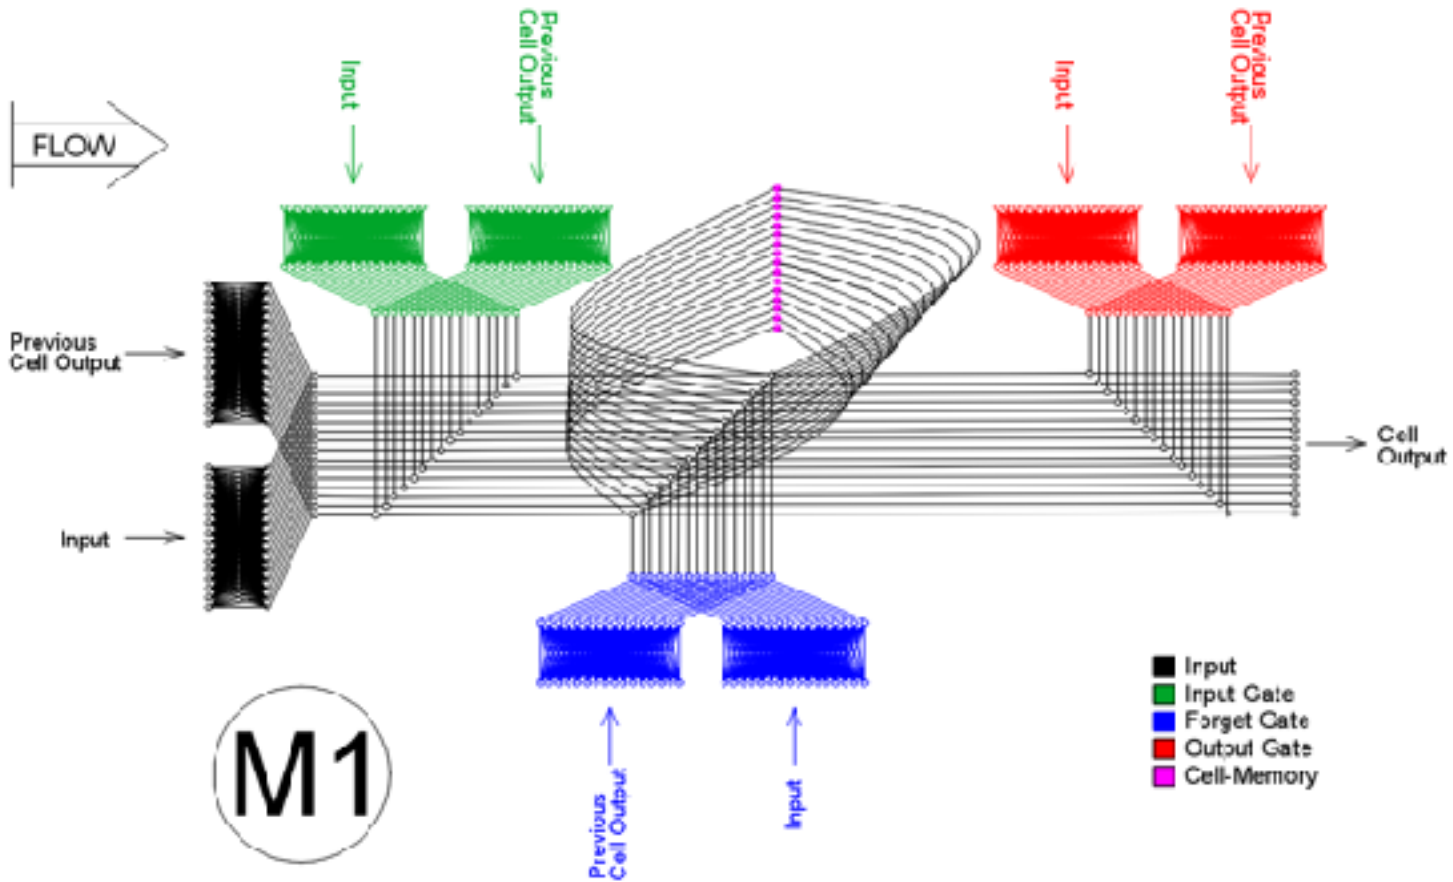 Previous
Cell Output
Input
Input
Previous
Cell Output
FLOW
Previous
Cell Output
Input
Cell
Output
M1
Previous
Cell Output
Input
Input
Input Gate
Forget Gate
Output Gate
Cell-Memory